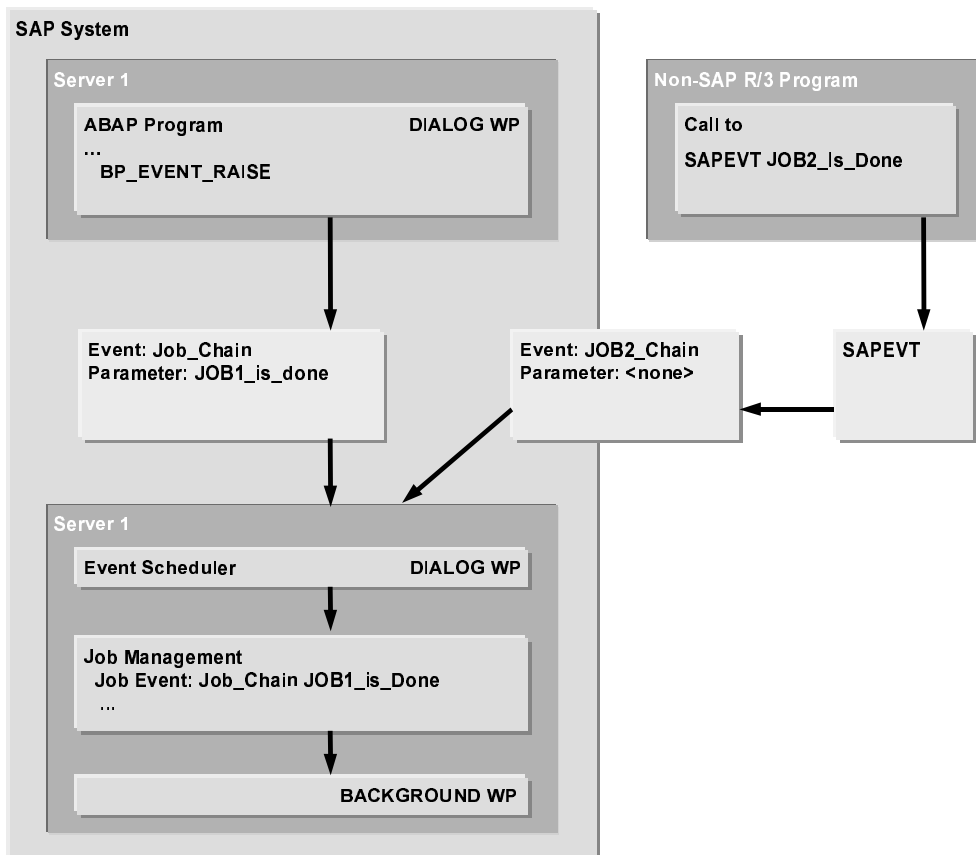 SAP System
Server 1
ABAP Program DIALOG WP
...
BP_EVENT_RAISE
Non-SAP R/3 Program
Call to
SAPEVT JOB2_Is_Done
Event: Job_Chain
Parameter: JOB1_is_done
Event: JOB2_Chain
Parameter: <none>
SAPEVT
Server 1
Event Scheduler DIALOG WP
Job Management
Job Event: Job_Chain JOB1_is_Done
...
BACKGROUND WP